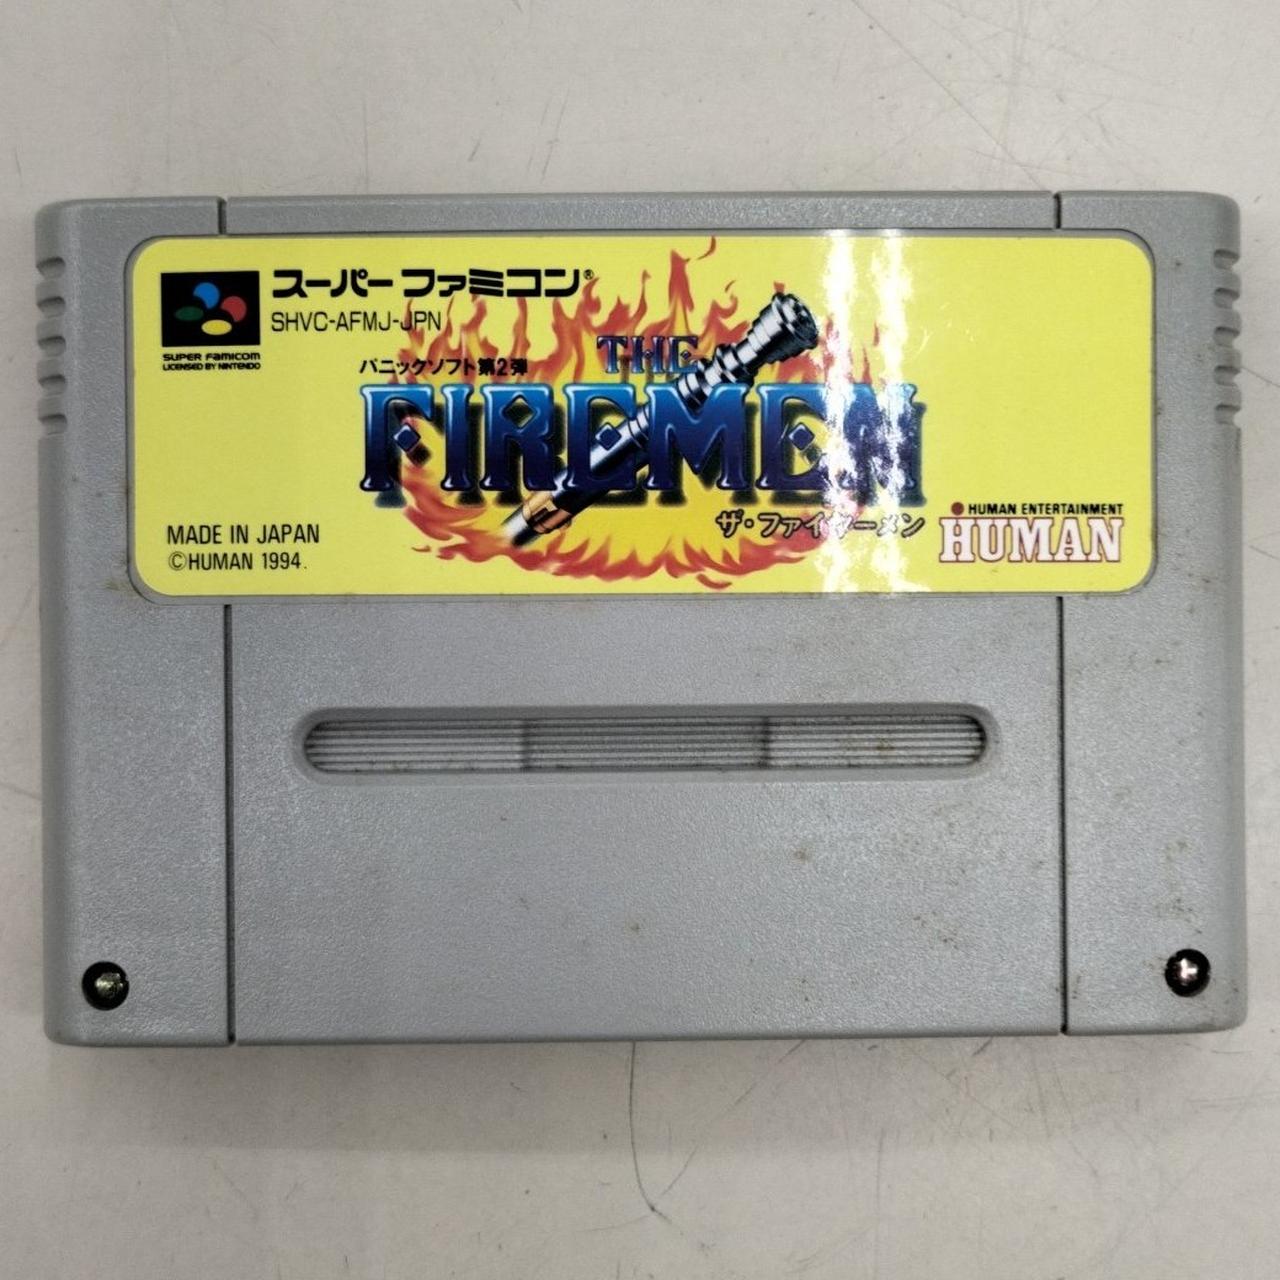 スーパーファミコン®
SHVC-AFMJ-JPN
SUPER FAMICOM
LICENSED BY NINTENDO
パニックソフト第2弾
THE
FIREMEN
ザ・ファイヤーメン
MADE IN JAPAN
©HUMAN 1994.
HUMAN ENTERTAINMENT
HUMAN